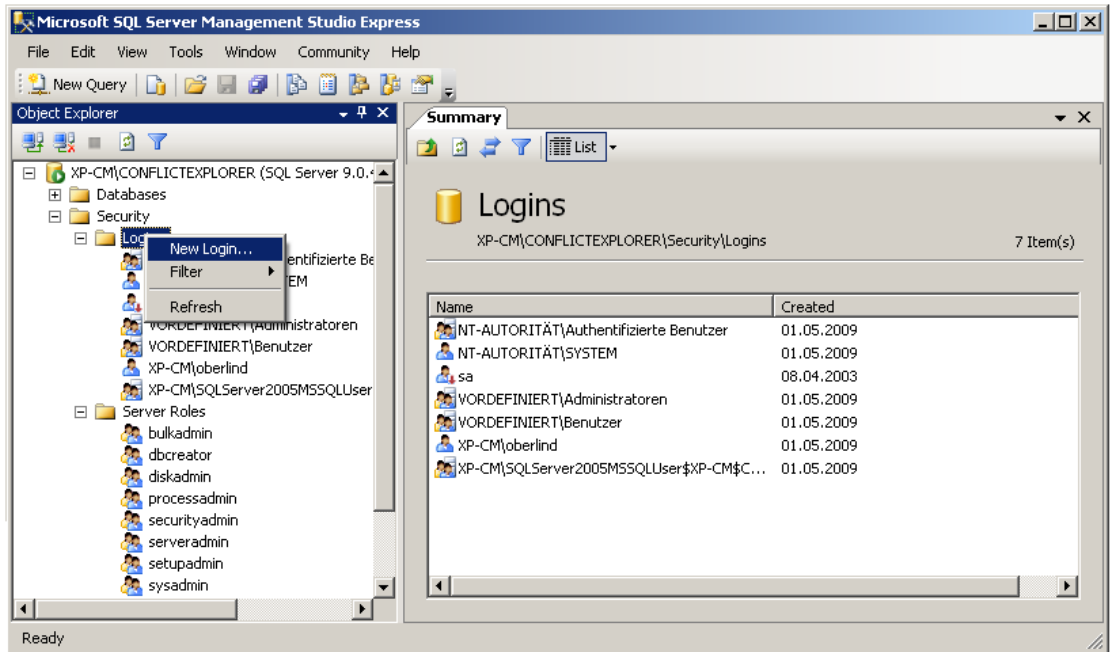 Microsoft SQL Server Management Studio Express
File Edit View Tools Window Community Help
New Query
Object Explorer
XP-CM\CONFLICTEXPLORER (SQL Server 9.0.
Databases
Security
New Login...
entifizierte Be
Filter
TEM
Refresh
VORDEFINIERT\Administratoren
VORDEFINIERT\Benutzer
XP-CM\oberlind
XP-CM\SQLServer2005MSSQLUser
Server Roles
bulkadmin
dbcreator
diskadmin
processadmin
securityadmin
serveradmin
setupadmin
sysadmin
Summary
List
Logins
XP-CM\CONFLICTEXPLORER\Security\Logins 7 Item(s)
Name Created
NT-AUTORITÄT\Authentifizierte Benutzer 01.05.2009
NT-AUTORITÄT\SYSTEM 01.05.2009
sa 08.04.2003
VORDEFINIERT\Administratoren 01.05.2009
VORDEFINIERT\Benutzer 01.05.2009
XP-CM\oberlind 01.05.2009
XP-CM\SQLServer2005MSSQLUser$XP-CM$C... 01.05.2009
Ready